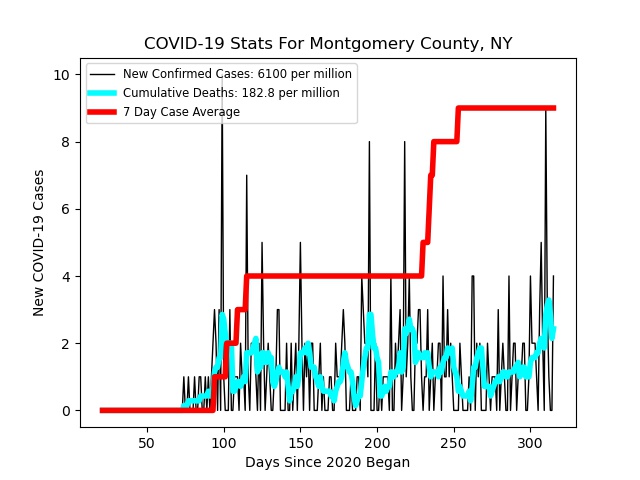 COVID-19 Stats For Montgomery County, NY
New Confirmed Cases: 6100 per million
Cumulative Deaths: 182.8 per million
7 Day Case Average
New COVID-19 Cases
10
8
6
4
2
0
50 100 150 200 250 300
Days Since 2020 Began